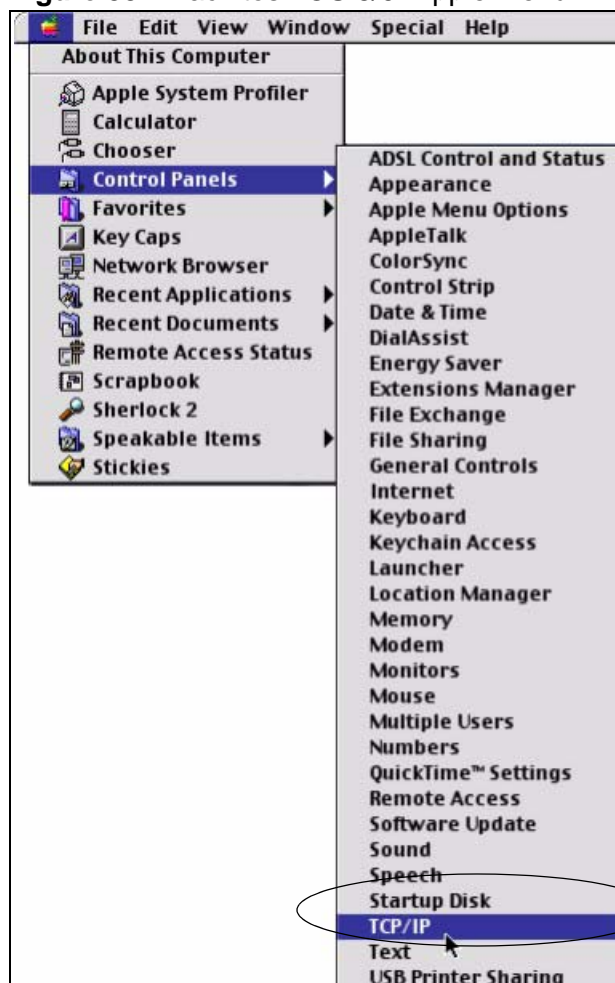 File Edit View Window Special Help
About This Computer
Apple System Profiler
Calculator
Chooser
Control Panels
Favorites
Key Caps
Network Browser
Recent Applications
Recent Documents
Remote Access Status
Scrapbook
Sherlock 2
Speakable Items
Stickies
ADSL Control and Status
Appearance
Apple Menu Options
AppleTalk
ColorSync
Control Strip
Date & Time
DialAssist
Energy Saver
Extensions Manager
File Exchange
File Sharing
General Controls
Internet
Keyboard
Keychain Access
Launcher
Location Manager
Memory
Modem
Monitors
Mouse
Multiple Users
Numbers
QuickTime™ Settings
Remote Access
Software Update
Sound
Speech
Startup Disk
TCP/IP
Text
USB Printer Sharing